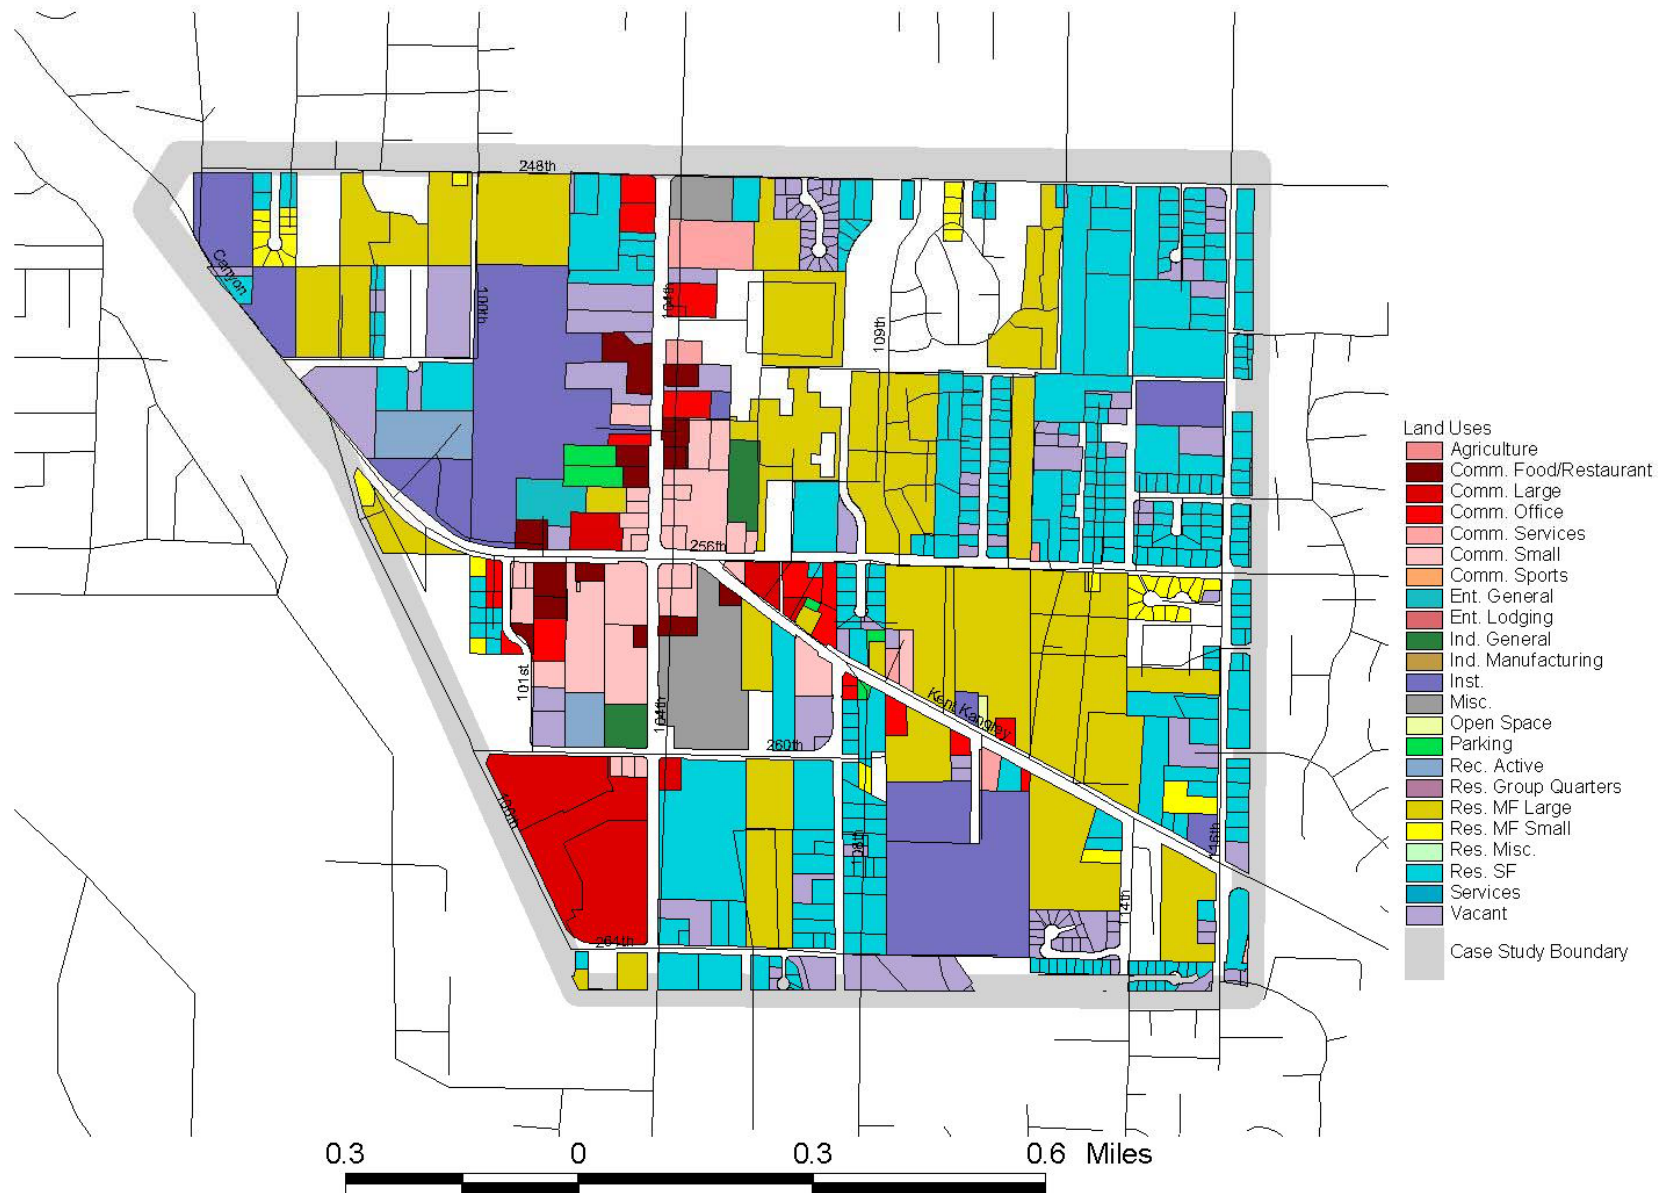 248th
Canyon
100th
104th
109th
256th
101st
104th
Kent Kangley
260th
100th
108th
116th
114th
264th
Land Uses
Agriculture
Comm. Food/Restaurant
Comm. Large
Comm. Office
Comm. Services
Comm. Small
Comm. Sports
Ent. General
Ent. Lodging
Ind. General
Ind. Manufacturing
Inst.
Misc.
Open Space
Parking
Rec. Active
Res. Group Quarters
Res. MF Large
Res. MF Small
Res. Misc.
Res. SF
Services
Vacant
Case Study Boundary
0.3 0 0.3 0.6 Miles